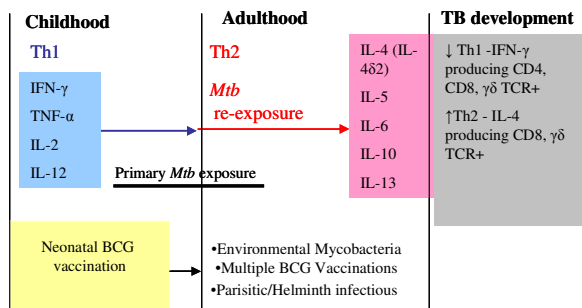 Childhood
Adulthood
TB development
Th1
Th2
IFN-γ
TNF-α
IL-2
IL-12
Mtb
re-exposure
IL-4 (IL-
4δ2)
IL-5
IL-6
IL-10
IL-13
↓ Th1 -IFN-γ
producing CD4,
CD8, γδ TCR+
↑Th2 - IL-4
producing CD8, γδ
TCR+
Primary Mtb exposure
Neonatal BCG
vaccination
•Environmental Mycobacteria
•Multiple BCG Vaccinations
•Parisitic/Helminth infectious